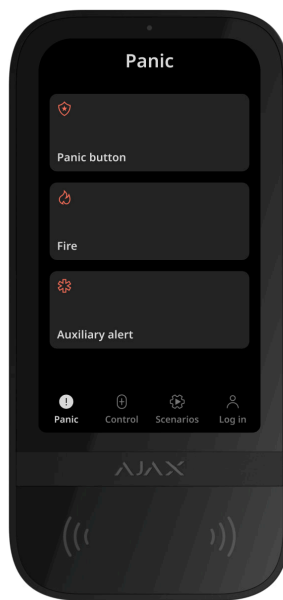 Panic
Panic button
Fire
Auxiliary alert
Panic Control Scenarios Log in
AJAX